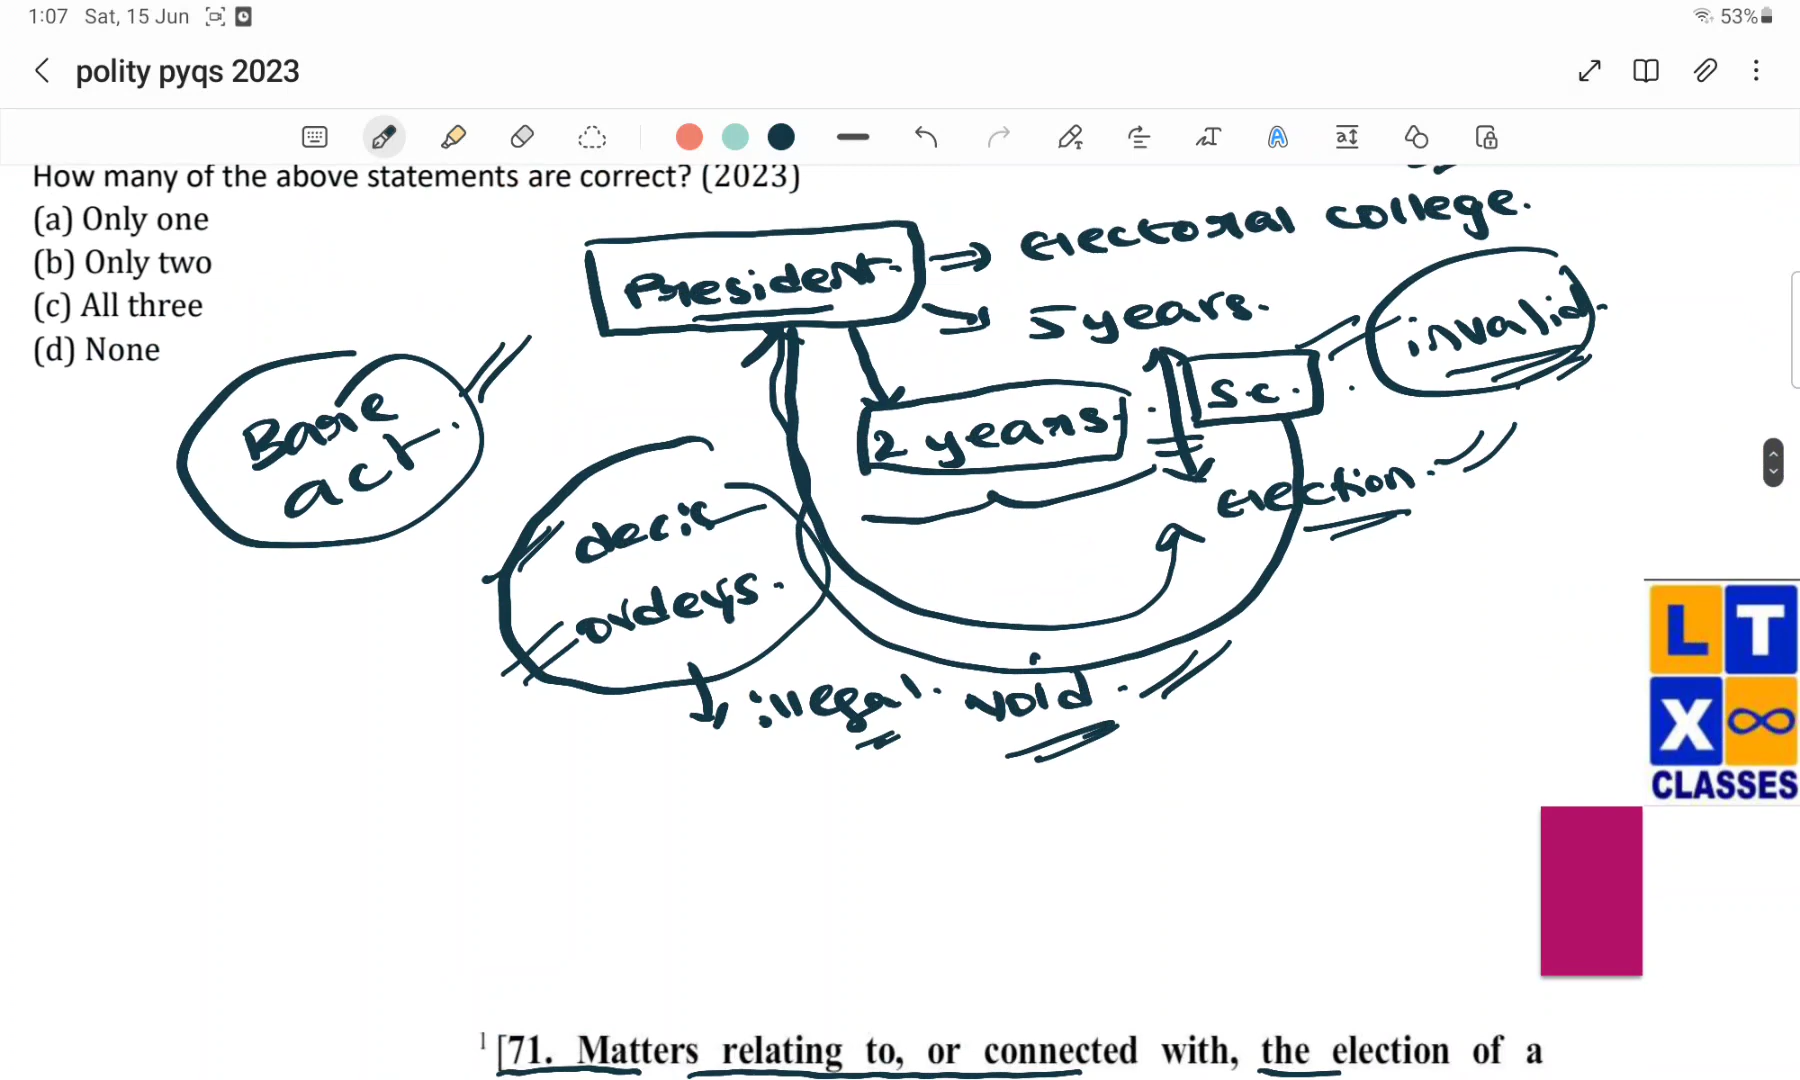 1:07 Sat, 15 Jun
53%
polity pyqs 2023
How many of the above statements are correct? (2023)
(a) Only one
(b) Only two
(c) All three
(d) None
President.
electoral college.
5 years.
2 years.
S.C.
invalid.
election.
Basic
act.
orders.
illegal. void.
LT
X∞
CLASSES
1 [71. Matters relating to, or connected with, the election of a